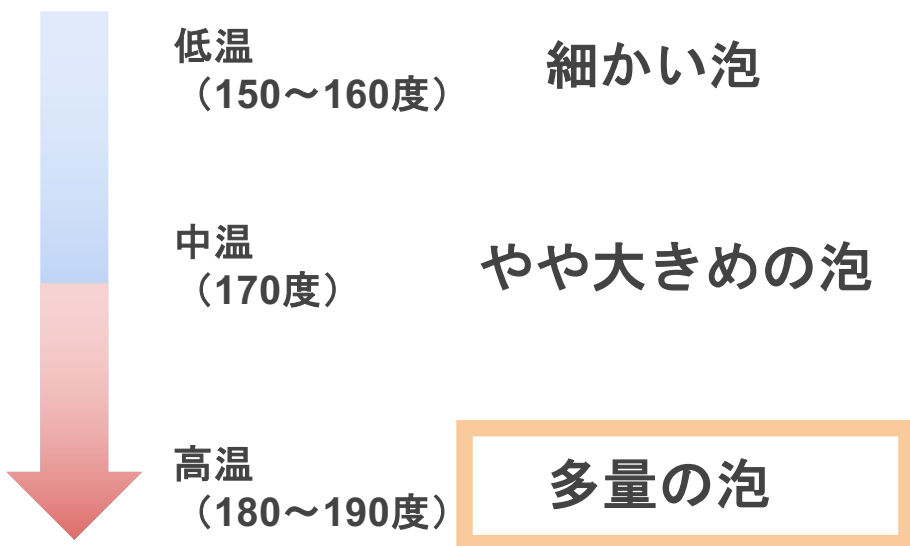 低温
（150～160度）
細かい泡
中温
（170度）
やや大きめの泡
高温
（180～190度）
多量の泡